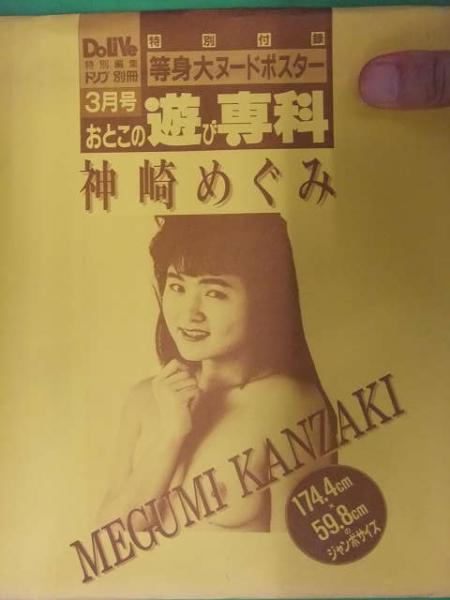 DoLiVe
特別編集
ドリブ別冊
特別付録
等身大ヌードポスター
3月号
おとこの遊び専科
神崎めぐみ
MEGUMI KANZAKI
174.4cm
×
59.8cm
の
ジャンボサイズ